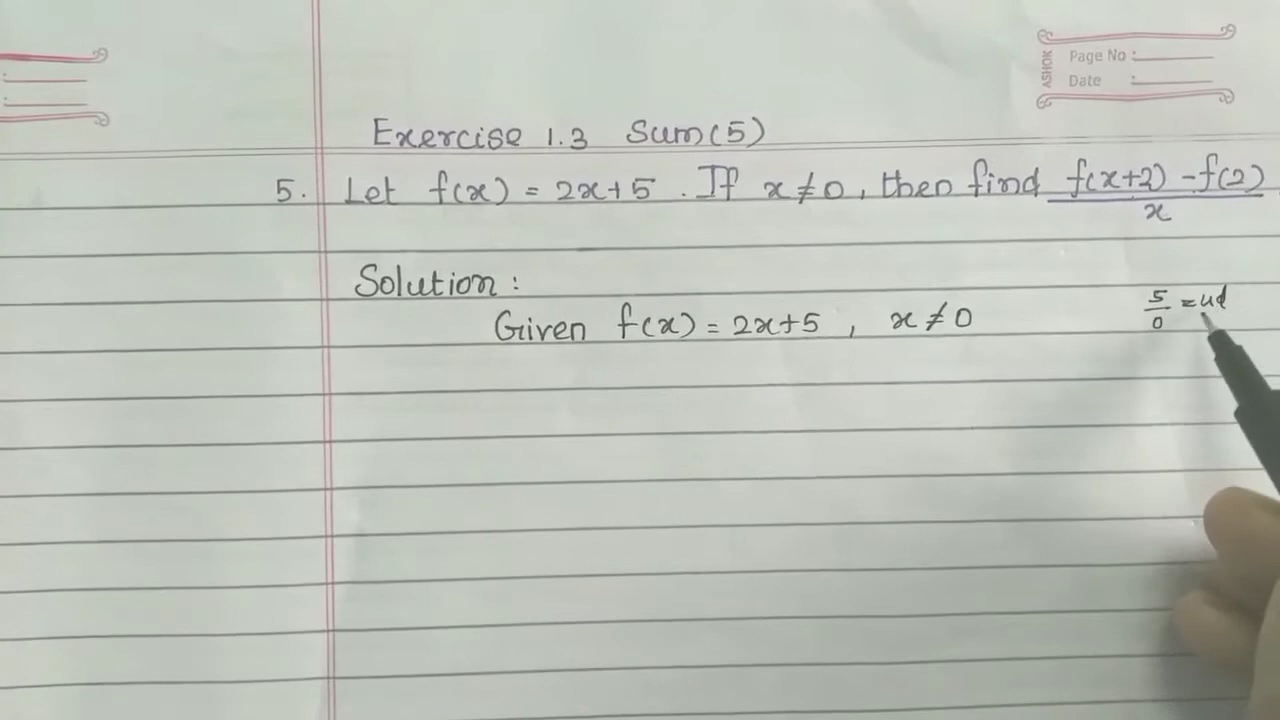 ASHOK
Page No :
Date :
Exercise 1.3 Sum(5)
5. Let f(x) = 2x+5 . If x≠0, then find f(x+2) -f(2) / x
Solution :
Given f(x) = 2x+5 , x≠0
5/0 = ud